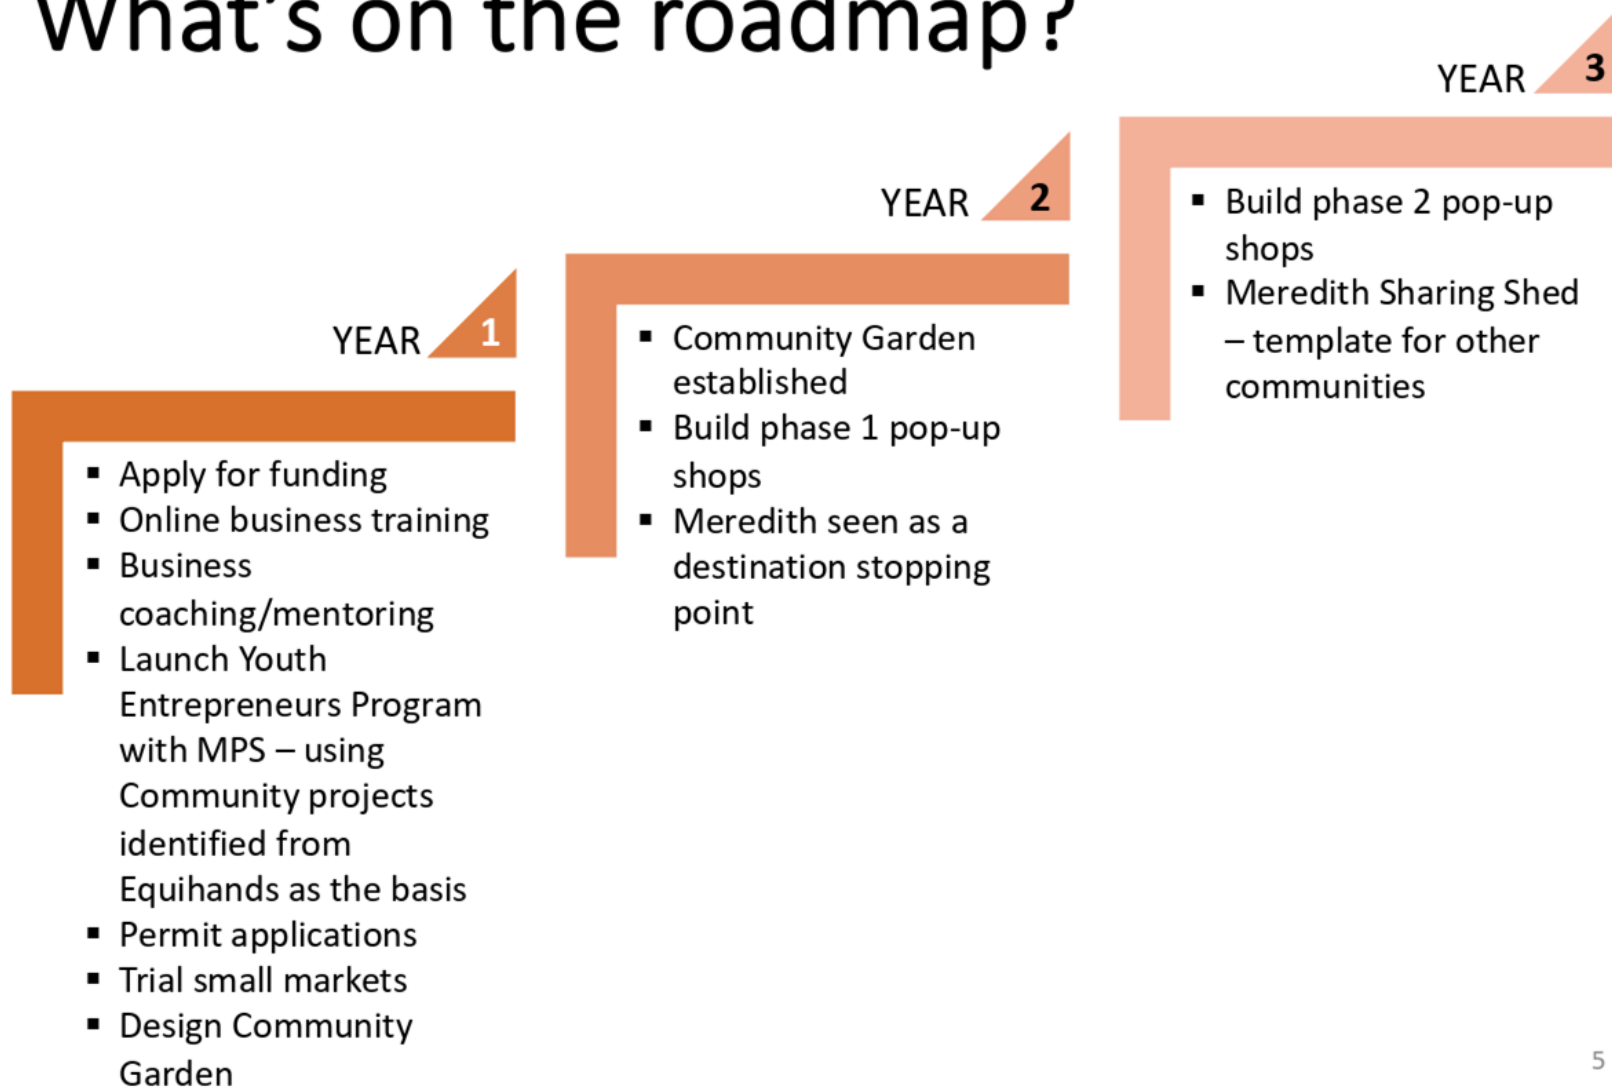 What's on the roadmap?
YEAR 1
▪ Apply for funding
▪ Online business training
▪ Business
coaching/mentoring
▪ Launch Youth
Entrepreneurs Program
with MPS – using
Community projects
identified from
Equihands as the basis
▪ Permit applications
▪ Trial small markets
▪ Design Community
Garden
YEAR 2
▪ Community Garden
established
▪ Build phase 1 pop-up
shops
▪ Meredith seen as a
destination stopping
point
YEAR 3
▪ Build phase 2 pop-up
shops
▪ Meredith Sharing Shed
– template for other
communities
5